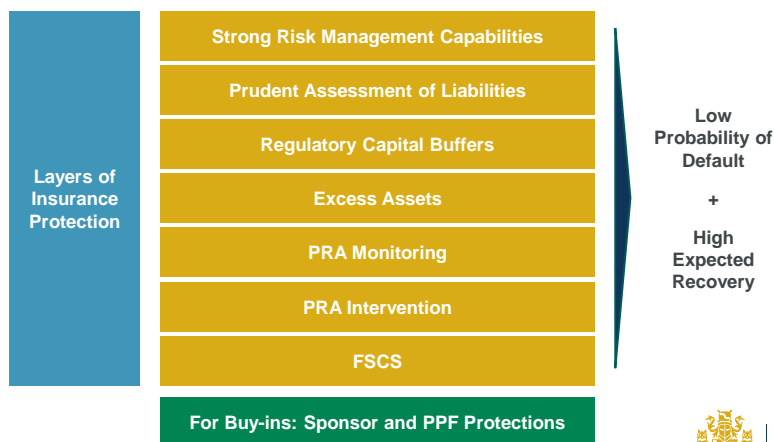 Layers of
Insurance
Protection
Strong Risk Management Capabilities
Prudent Assessment of Liabilities
Regulatory Capital Buffers
Excess Assets
PRA Monitoring
PRA Intervention
FSCS
For Buy-ins: Sponsor and PPF Protections
Low
Probability of
Default
+
High
Expected
Recovery